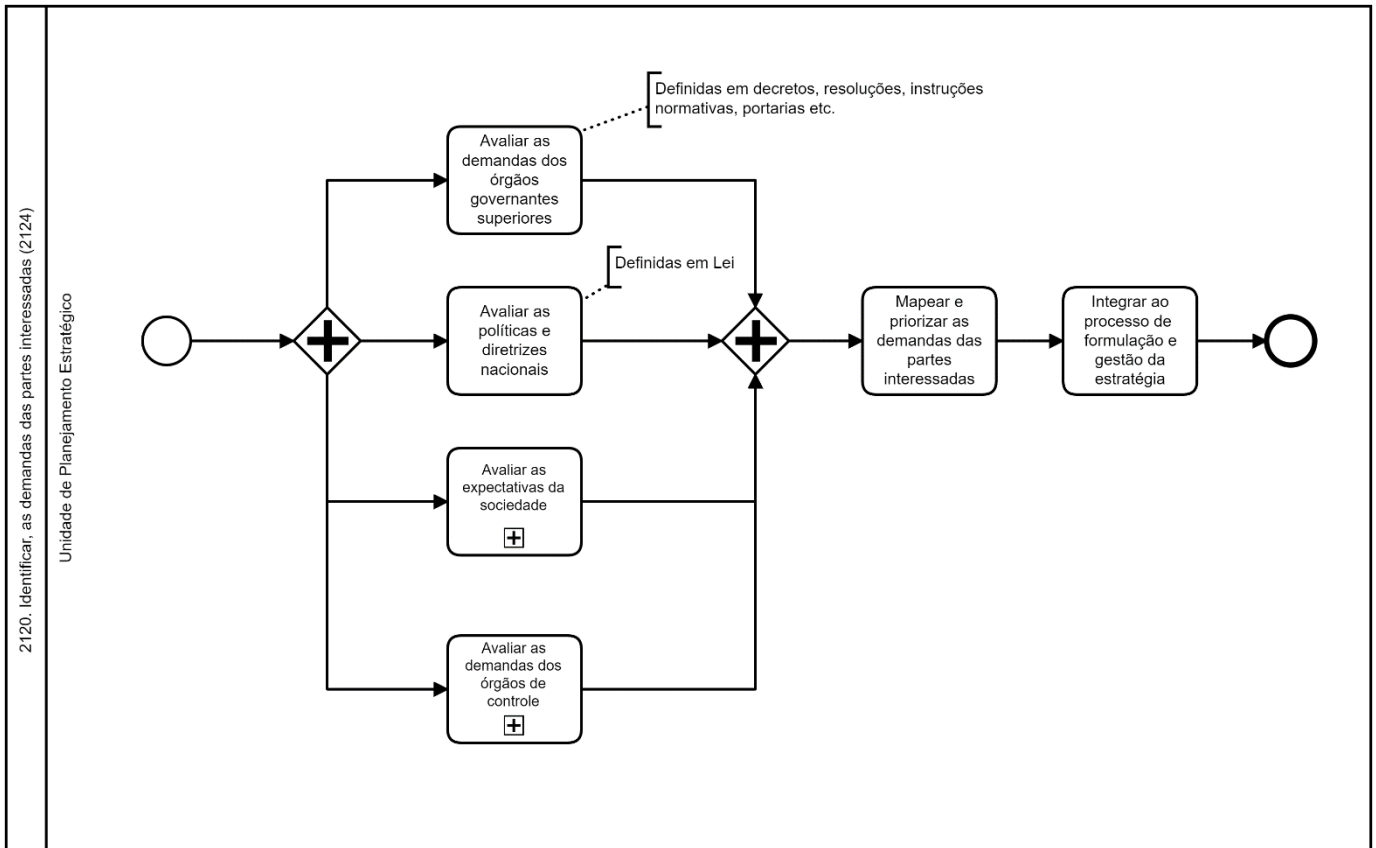 2120. Identificar, as demandas das partes interessadas (2124)
Unidade de Planejamento Estratégico
Definidas em decretos, resoluções, instruções
normativas, portarias etc.
Avaliar as
demandas dos
órgãos
governantes
superiores
Definidas em Lei
Avaliar as
políticas e
diretrizes
nacionais
Mapear e
priorizar as
demandas das
partes
interessadas
Integrar ao
processo de
formulação e
gestão da
estratégia
Avaliar as
expectativas da
sociedade
Avaliar as
demandas dos
órgãos de
controle